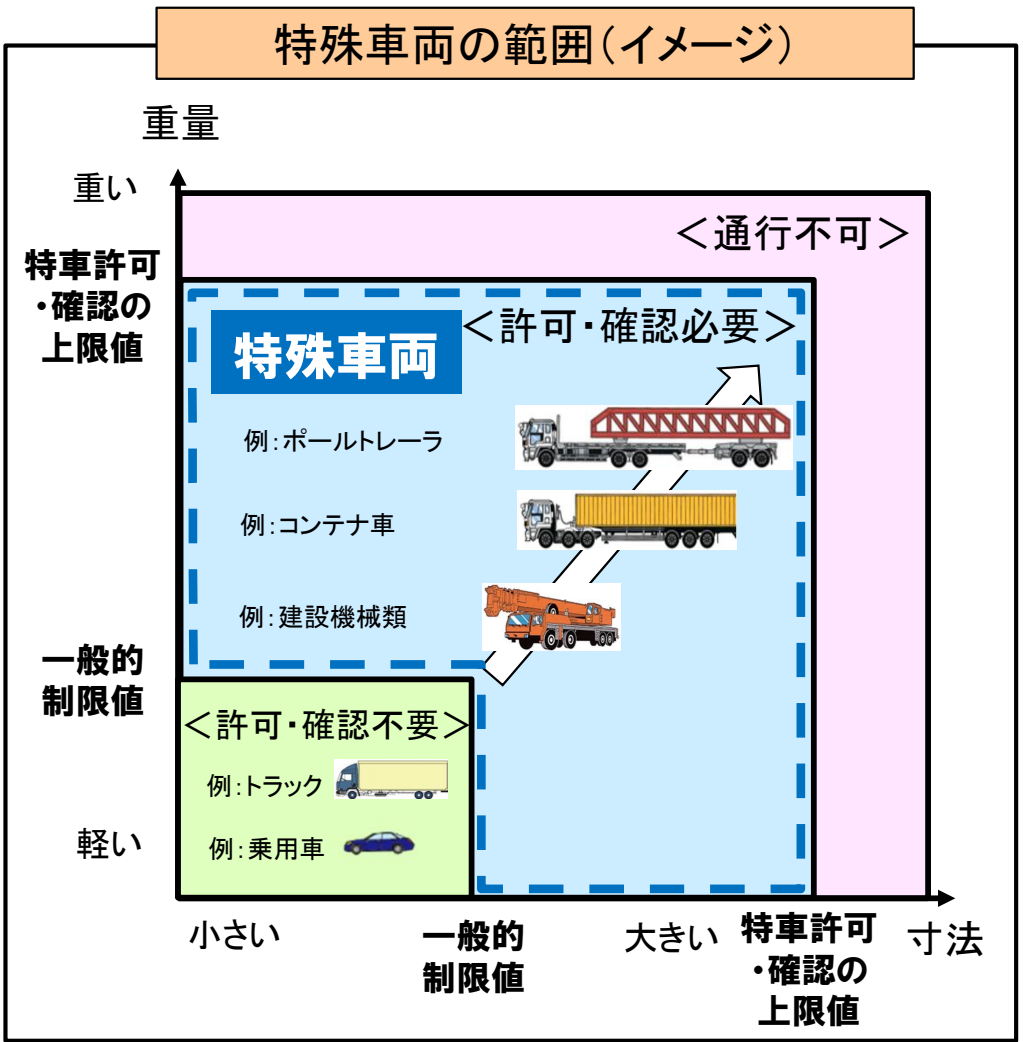 特殊車両の範囲(イメージ)
重量
重い
<通行不可>
特車許可
・確認の
上限値
<許可・確認必要>
特殊車両
例:ポールトレーラ
例:コンテナ車
例:建設機械類
一般的
制限値
<許可・確認不要>
例:トラック
例:乗用車
軽い
小さい
一般的
制限値
大きい
特車許可
・確認の
上限値
寸法